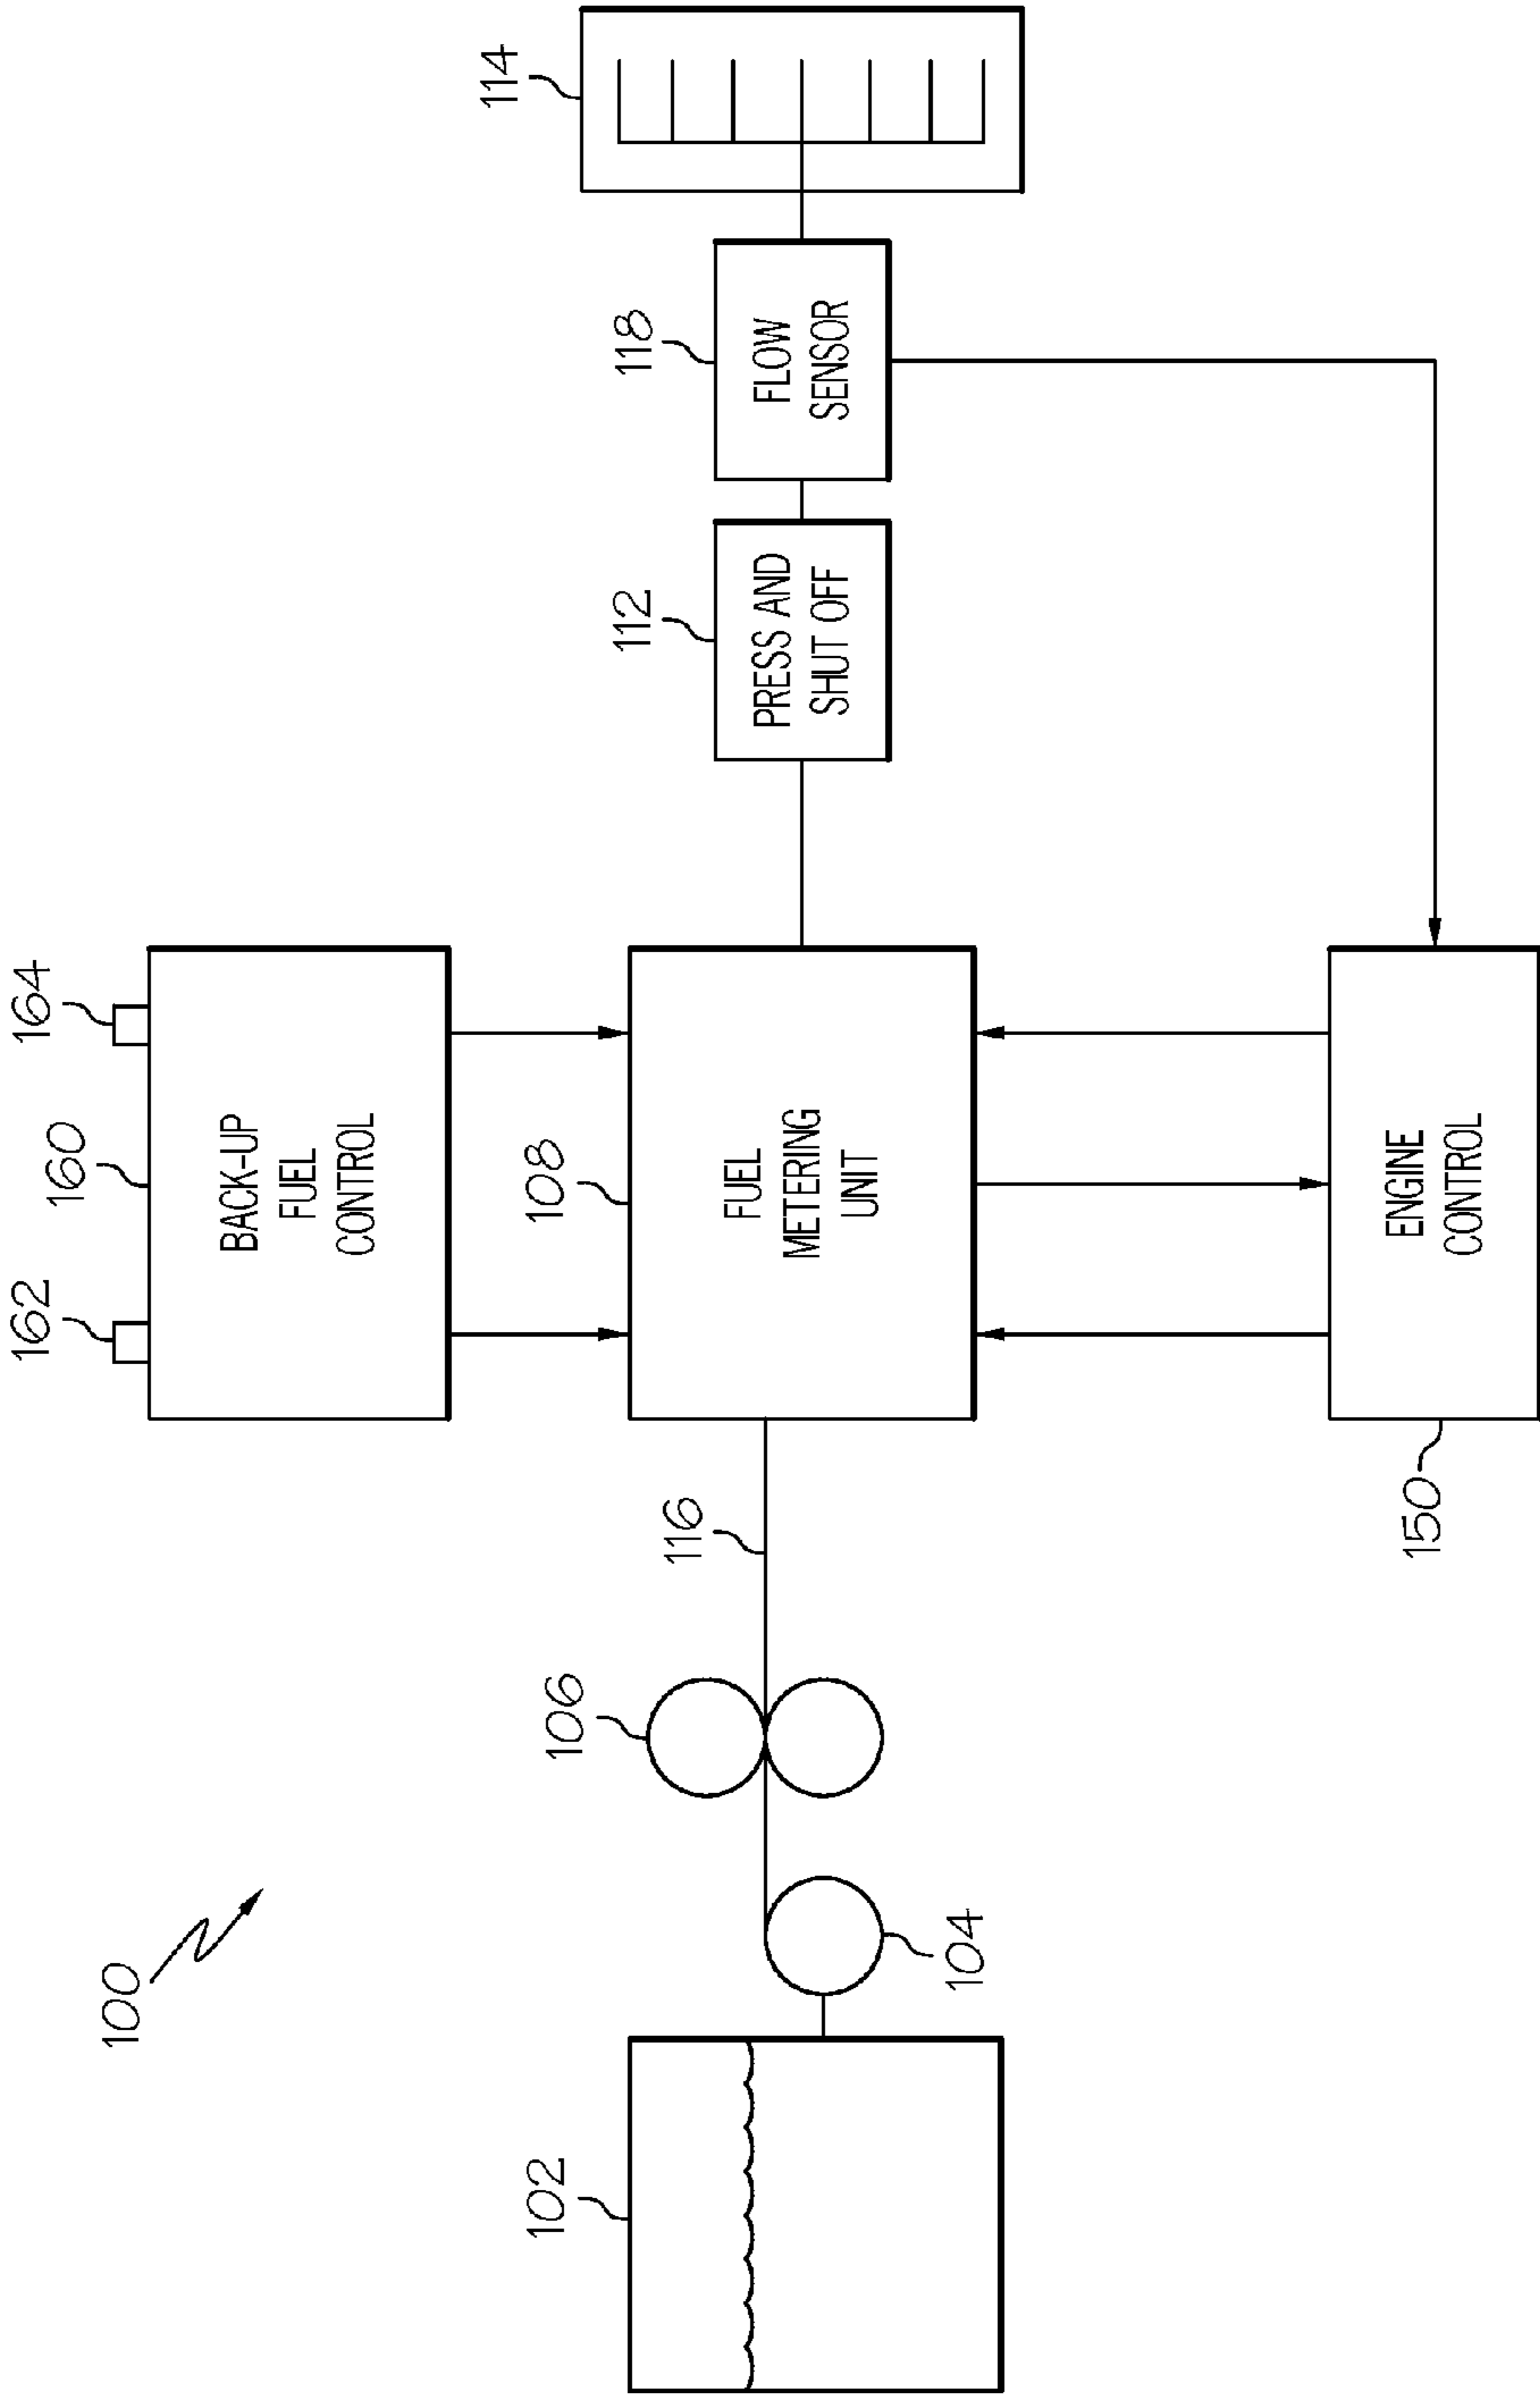 100
102
104
106
116
162
160
164
BACK-UP
FUEL
CONTROL
108
FUEL
METERING
UNIT
150
ENGINE
CONTROL
112
PRESS AND
SHUT OFF
118
FLOW
SENSOR
114